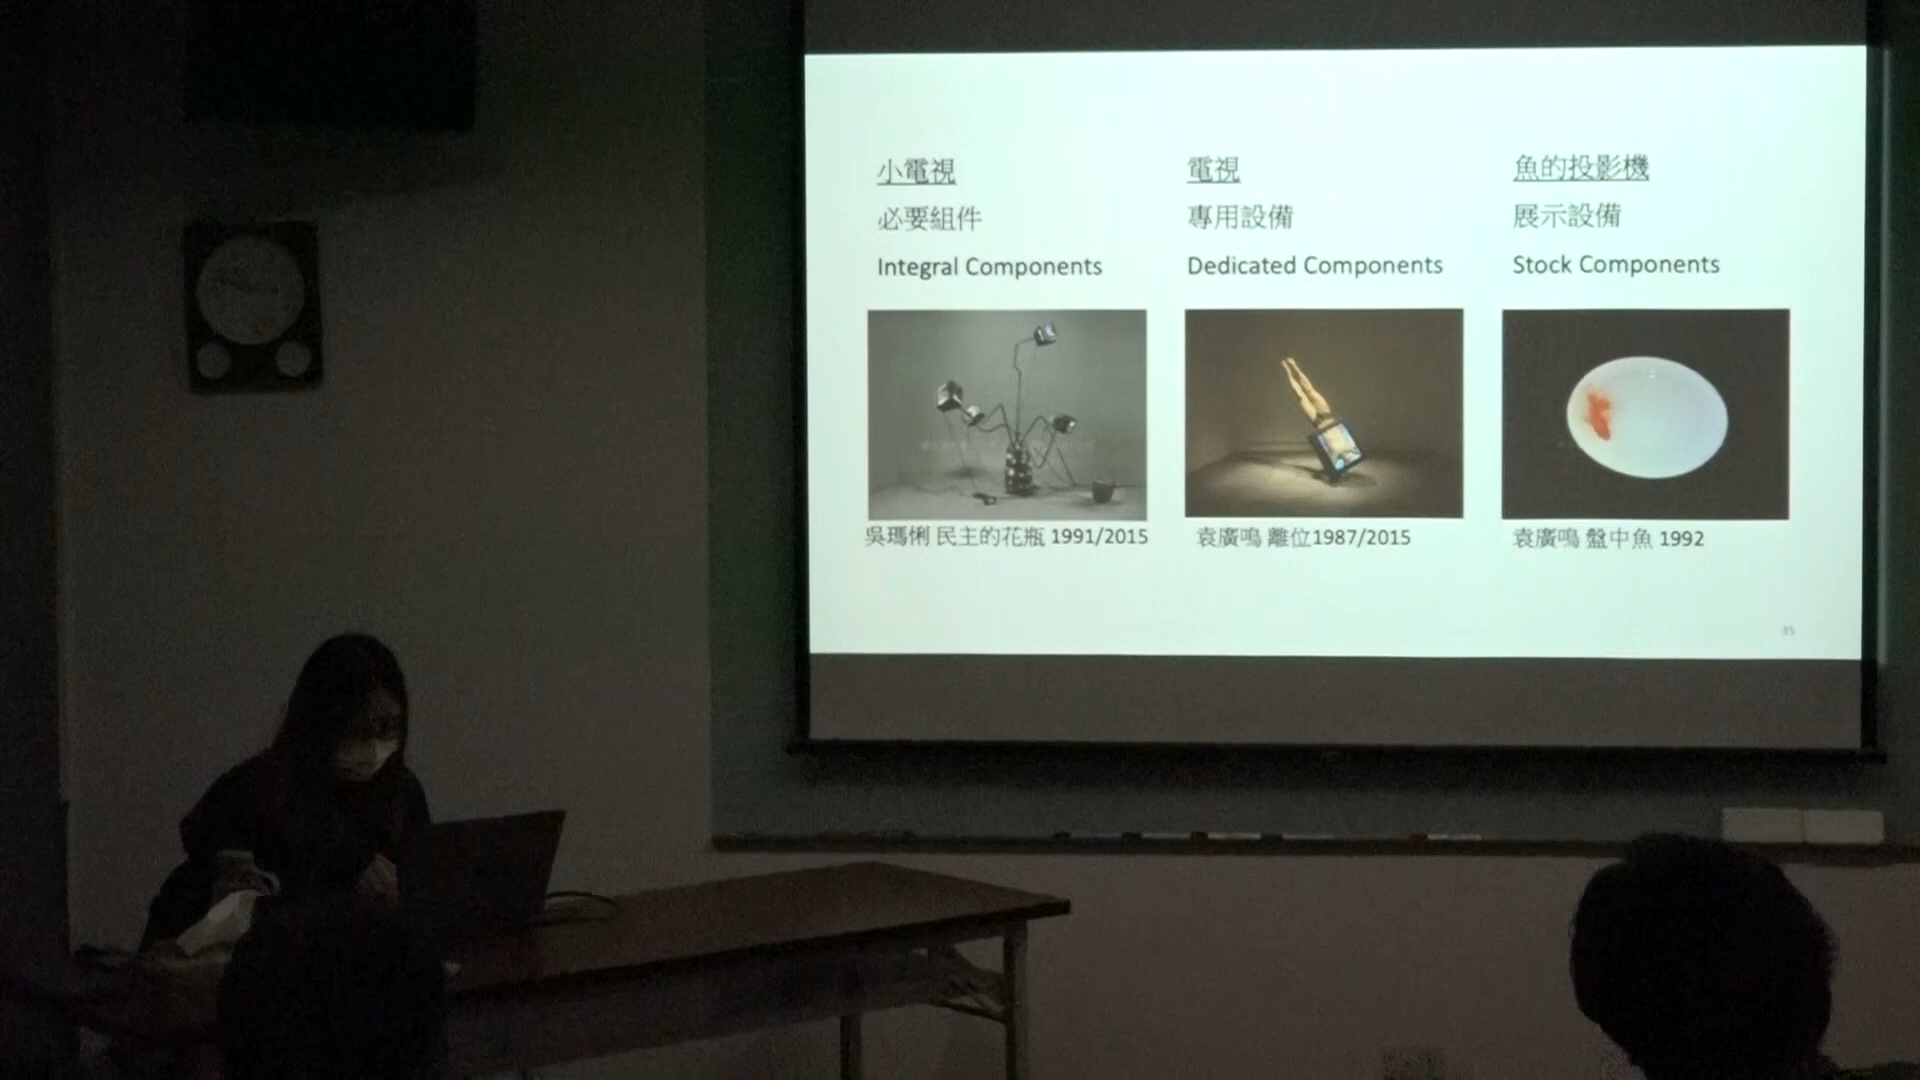 小電視
必要組件
Integral Components
吳瑪悧 民主的花瓶 1991/2015
電視
專用設備
Dedicated Components
袁廣鳴 離位1987/2015
魚的投影機
展示設備
Stock Components
袁廣鳴 盤中魚 1992
35